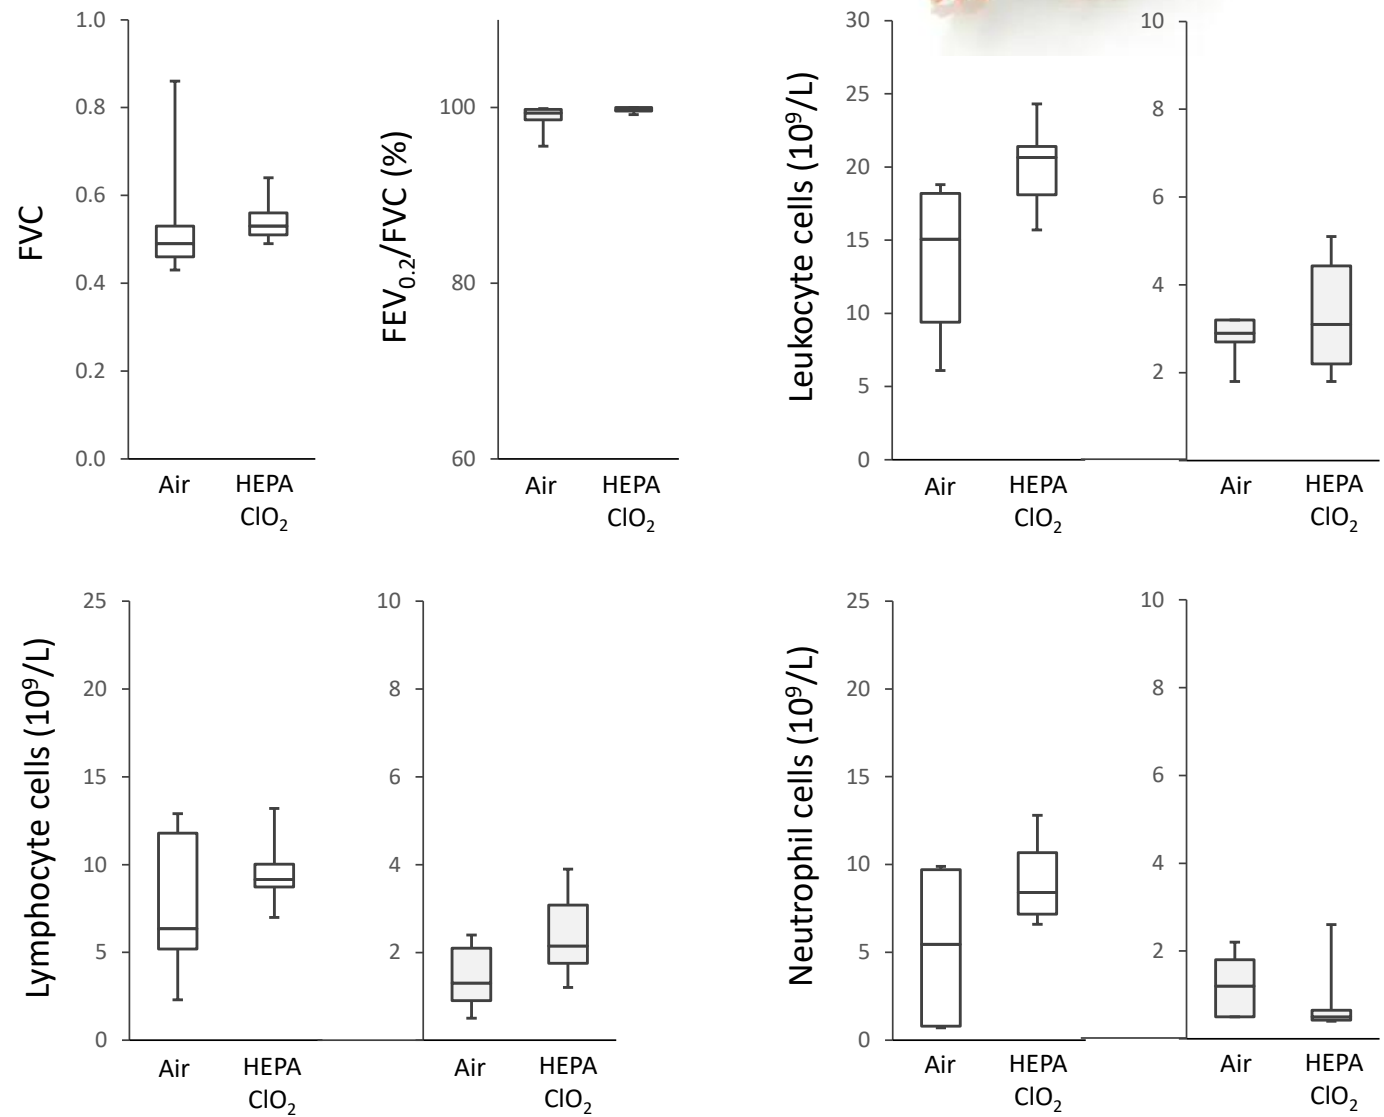 FVC
1.0
0.8
0.6
0.4
0.2
0.0
Air
HEPA
ClO₂
FEV₀.₂/FVC (%)
100
80
60
Air
HEPA
ClO₂
Leukocyte cells (10⁹/L)
30
25
20
15
10
5
0
Air
HEPA
ClO₂
10
8
6
4
2
Air
HEPA
ClO₂
Lymphocyte cells (10⁹/L)
25
20
15
10
5
0
Air
HEPA
ClO₂
10
8
6
4
2
Air
HEPA
ClO₂
Neutrophil cells (10⁹/L)
25
20
15
10
5
0
Air
HEPA
ClO₂
10
8
6
4
2
Air
HEPA
ClO₂